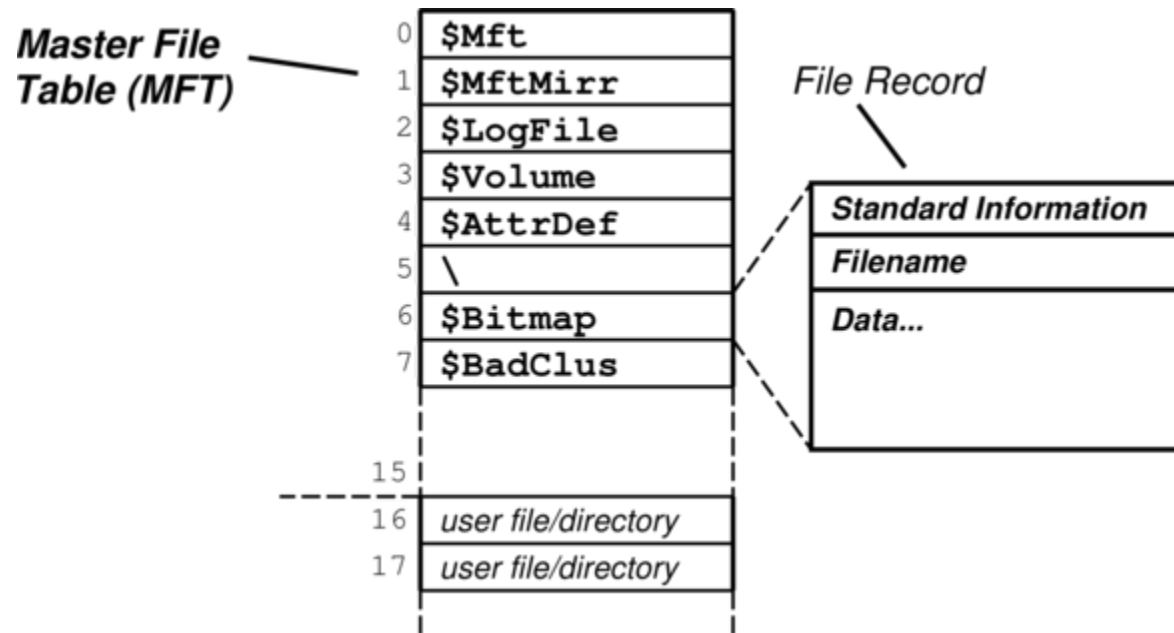 Master File
Table (MFT)
0 $Mft
1 $MftMirr
2 $LogFile
3 $Volume
4 $AttrDef
5 \
6 $Bitmap
7 $BadClus
15
16 user file/directory
17 user file/directory
File Record
Standard Information
Filename
Data...